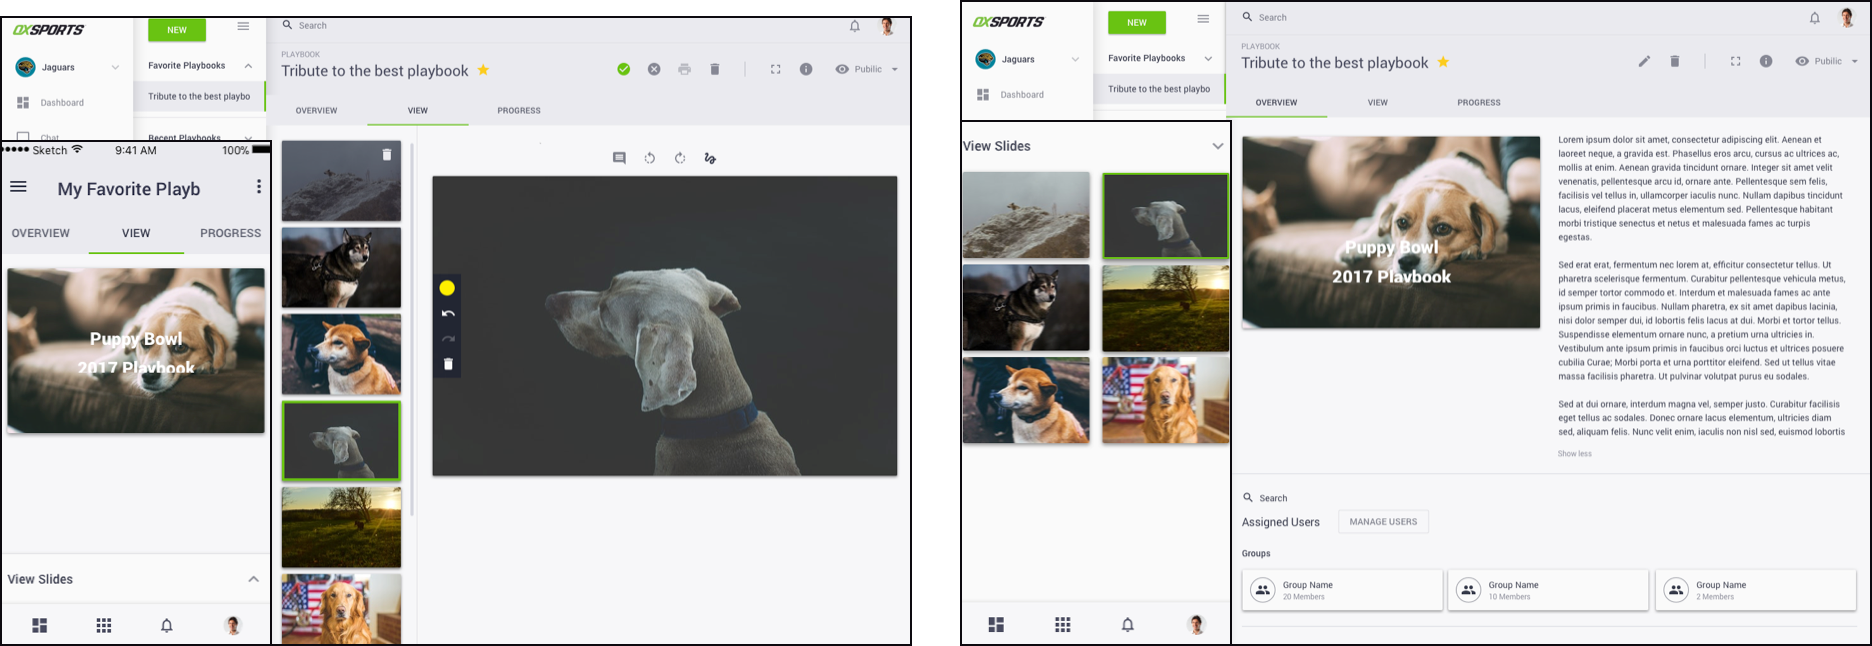 OXSPORTS
NEW
Search
Jaguars
Favorite Playbooks
Dashboard
Tribute to the best playbo
Chat
Recent Playbooks
PLAYBOOK
Tribute to the best playbook
Pubilic
OVERVIEW
VIEW
PROGRESS
Sketch
9:41 AM
100%
My Favorite Playb
OVERVIEW
VIEW
PROGRESS
Puppy Bowl
2017 Playbook
View Slides
OXSPORTS
NEW
Search
Jaguars
Favorite Playbooks
Dashboard
Tribute to the best playbo
PLAYBOOK
Tribute to the best playbook
Pubilic
OVERVIEW
VIEW
PROGRESS
View Slides
Puppy Bowl
2017 Playbook
Lorem ipsum dolor sit amet, consectetur adipiscing elit. Aenean et
laoreet neque, a gravida est. Phasellus eros arcu, cursus ac ultrices ac,
mollis at enim. Aenean gravida tincidunt ornare. Integer sit amet velit
venenatis, pellentesque arcu id, ornare ante. Pellentesque sem felis,
facilisis vel tellus in, ullamcorper iaculis nunc. Nullam dapibus tincidunt
lacus, eleifend placerat metus elementum sed. Pellentesque habitant
morbi tristique senectus et netus et malesuada fames ac turpis
egestas.
Sed erat erat, fermentum nec lorem at, efficitur consectetur tellus. Ut
pharetra scelerisque fermentum. Curabitur pellentesque vehicula metus,
id semper tortor commodo et. Interdum et malesuada fames ac ante
ipsum primis in faucibus. Nullam pharetra, ex sit amet dapibus lacinia,
nisi dolor semper dui, id lobortis felis lacus at dui. Morbi et tortor tellus.
Suspendisse elementum ornare nunc, a pretium urna ultricies in.
Vestibulum ante ipsum primis in faucibus orci luctus et ultrices posuere
cubilia Curae; Morbi porta et urna porttitor eleifend. Sed ut tellus vitae
massa facilisis pharetra. Ut pulvinar volutpat purus eu sodales.
Sed at dui ornare, interdum magna vel, semper justo. Curabitur facilisis
eget tellus ac sodales. Donec ornare lacus elementum, ultricies diam
sed, aliquam felis. Nunc velit enim, iaculis non nisl sed, euismod lobortis
Show less
Search
Assigned Users
MANAGE USERS
Groups
Group Name
20 Members
Group Name
10 Members
Group Name
2 Members